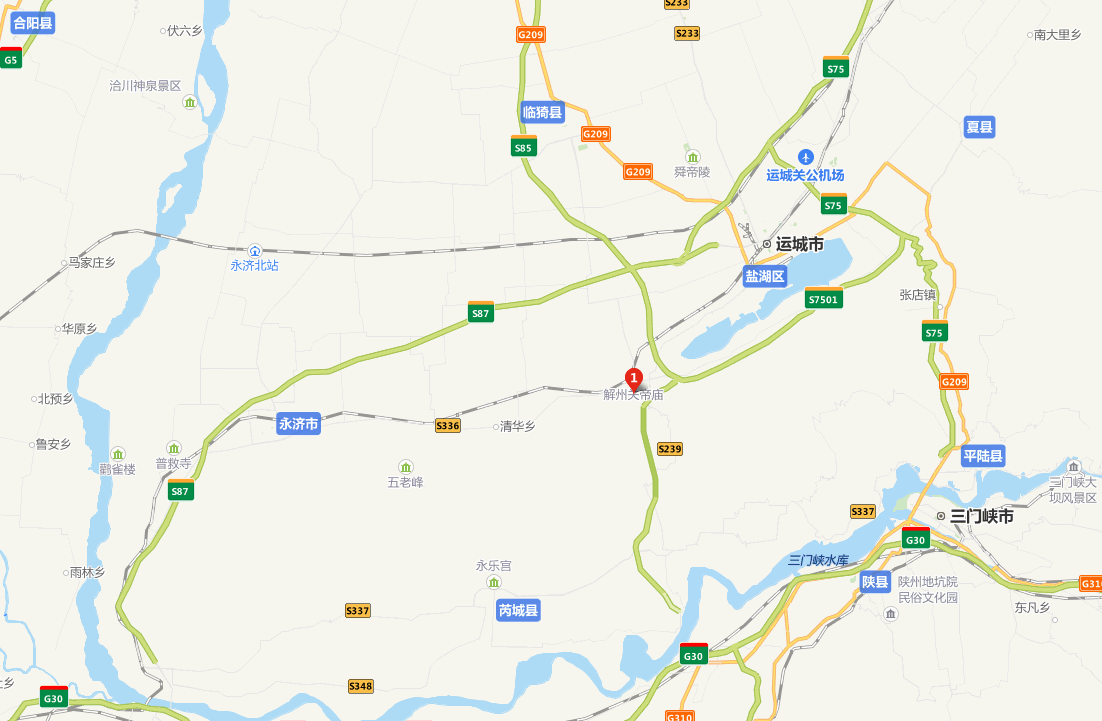 S233
合阳县
伏六乡
G209
S233
南大里乡
G5
S75
洽川神泉景区
临猗县
夏县
G209
S85
舜帝陵
G209
运城关公机场
S75
运城市
永济北站
马家庄乡
盐湖区
张店镇
S7501
S87
华原乡
S75
1
G209
解州关帝庙
北预乡
永济市
S336
清华乡
鲁安乡
S239
平陆县
普救寺
鹳雀楼
五老峰
三门峡大
坝风景区
S87
S337
三门峡市
G30
三门峡水库
永乐宫
雨林乡
陕县
陕州地坑院
民俗文化园
G310
S337
芮城县
东凡乡
G30
乡
S348
G30
G310